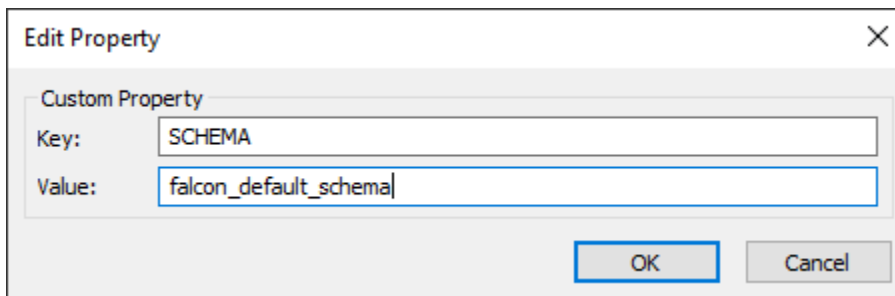 Edit Property
Custom Property
Key: SCHEMA
Value: falcon_default_schema
OK Cancel